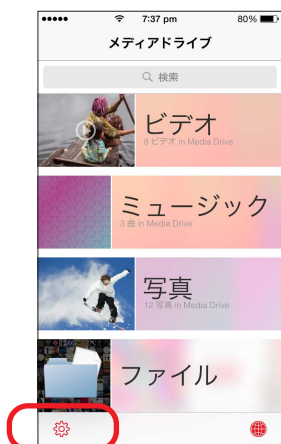 7:37 pm 80%
メディアドライブ
検索
ビデオ
8 ビデオ in Media Drive
ミュージック
3 曲 in Media Drive
写真
12 写真 in Media Drive
ファイル